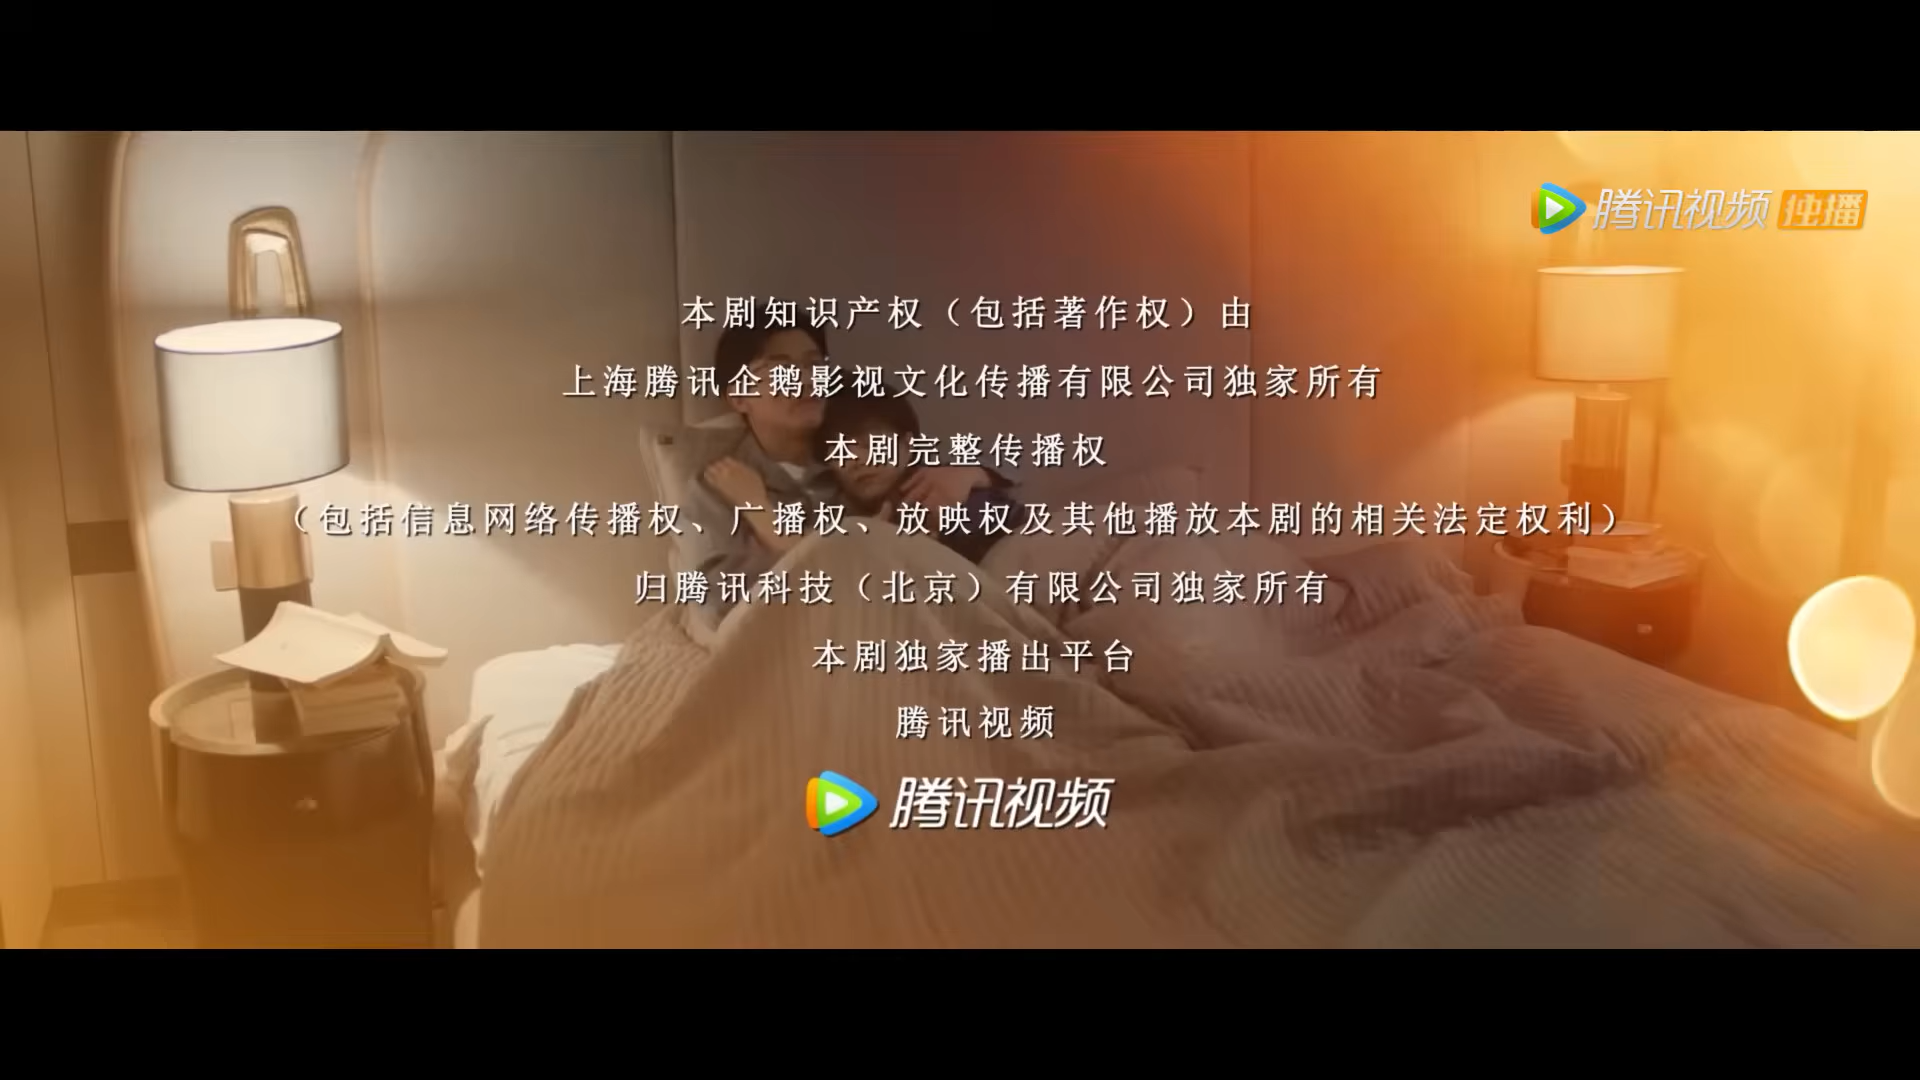 腾讯视频 独播
本剧知识产权（包括著作权）由
上海腾讯企鹅影视文化传播有限公司独家所有
本剧完整传播权
（包括信息网络传播权、广播权、放映权及其他播放本剧的相关法定权利）
归腾讯科技（北京）有限公司独家所有
本剧独家播出平台
腾讯视频
腾讯视频